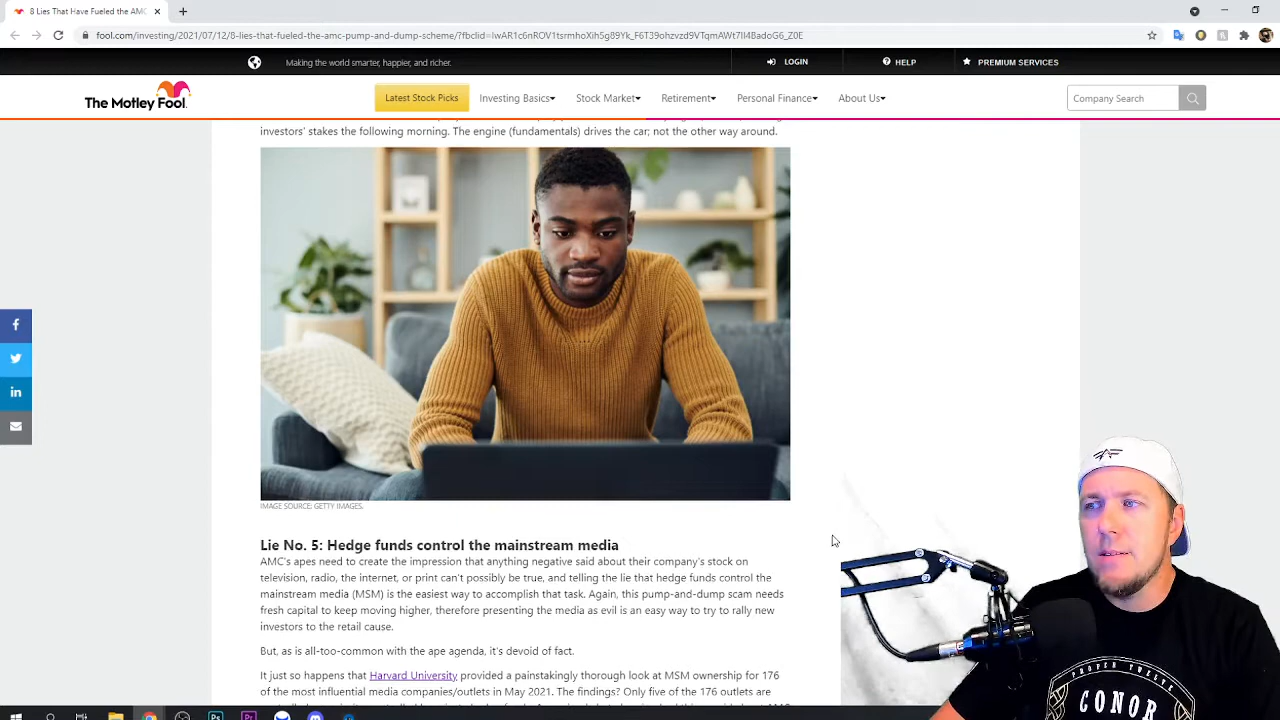 8 Lies That Have Fueled the AMC
fool.com/investing/2021/07/12/8-lies-that-fueled-the-amc-pump-and-dump-scheme/?fbclid=
Making the world smarter, happier, and richer.
LOGIN
HELP
PREMIUM SERVICES
The Motley Fool.
Latest Stock Picks
Investing Basics
Stock Market
Retirement
Personal Finance
About Us
Company Search
investors' stakes the following morning. The engine (fundamentals) drives the car; not the other way around.
IMAGE SOURCE: GETTY IMAGES.
Lie No. 5: Hedge funds control the mainstream media
AMC's apes need to create the impression that anything negative said about their company's stock on
television, radio, the internet, or print can't possibly be true, and telling the lie that hedge funds control the
mainstream media (MSM) is the easiest way to accomplish that task. Again, this pump-and-dump scam needs
fresh capital to keep moving higher, therefore presenting the media as evil is an easy way to try to rally new
investors to the retail cause.
But, as is all-too-common with the ape agenda, it's devoid of fact.
It just so happens that Harvard University provided a painstakingly thorough look at MSM ownership for 176
of the most influential media companies/outlets in May 2021. The findings? Only five of the 176 outlets are
PROPER TWELVE
CONOR